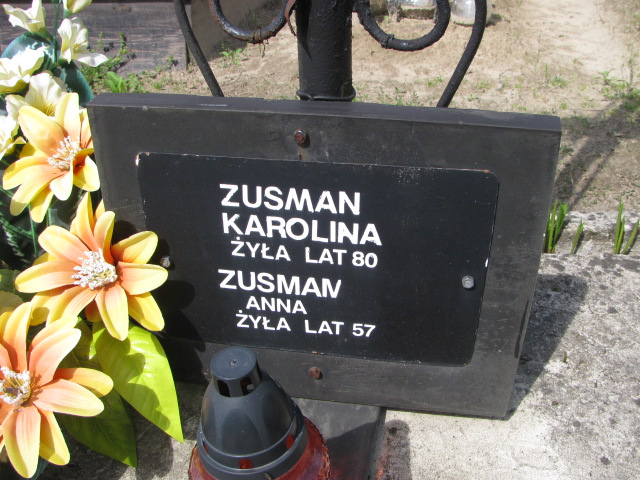 ZUSMAN
KAROLINA
ŻYŁA LAT 80
ZUSMAN
ANNA
ŻYŁA LAT 57